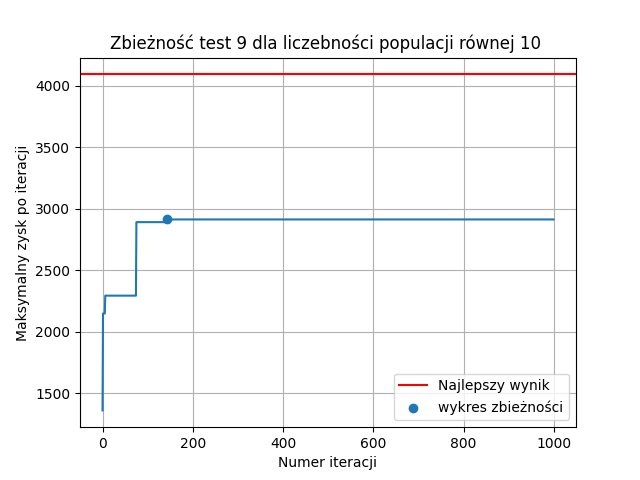 Zbieżność test 9 dla liczebności populacji równej 10
Maksymalny zysk po iteracji
4000
3500
3000
2500
2000
1500
0 200 400 600 800 1000
Numer iteracji
Najlepszy wynik
wykres zbieżności